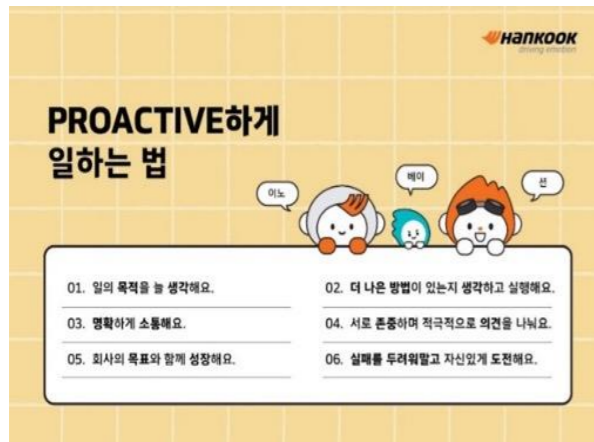 HANKOOK
driving emotion
PROACTIVE하게
일하는 법
이노
베이
션
01. 일의 목적을 늘 생각해요.
02. 더 나은 방법이 있는지 생각하고 실행해요.
03. 명확하게 소통해요.
04. 서로 존중하며 적극적으로 의견을 나눠요.
05. 회사의 목표와 함께 성장해요.
06. 실패를 두려워말고 자신있게 도전해요.